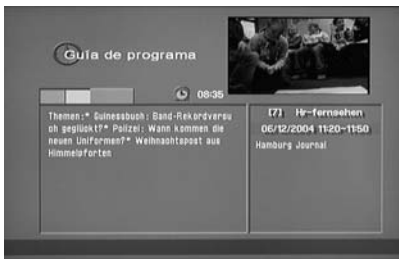 Guía de programa
08:35
Themen:* Guinessbuch: Band-Rekordversu
ch geglückt?* Polizei: Wann kommen die
neuen Uniformen?* Weihnachtspost aus
Himmelpforten
[7] Hr-fernsehen
06/12/2004 11:20-11:50
Hamburg Journal